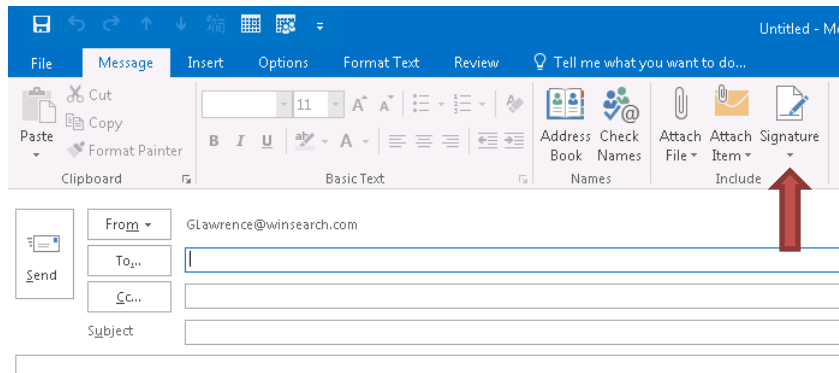 Untitled - Me
File Message Insert Options Format Text Review Tell me what you want to do...
Cut
Copy
Format Painter
Paste
Clipboard
11
B I U A
Basic Text
Address Book
Check Names
Names
Attach File
Attach Item
Signature
Include
From
GLawrence@winsearch.com
To...
Send
Cc...
Subject